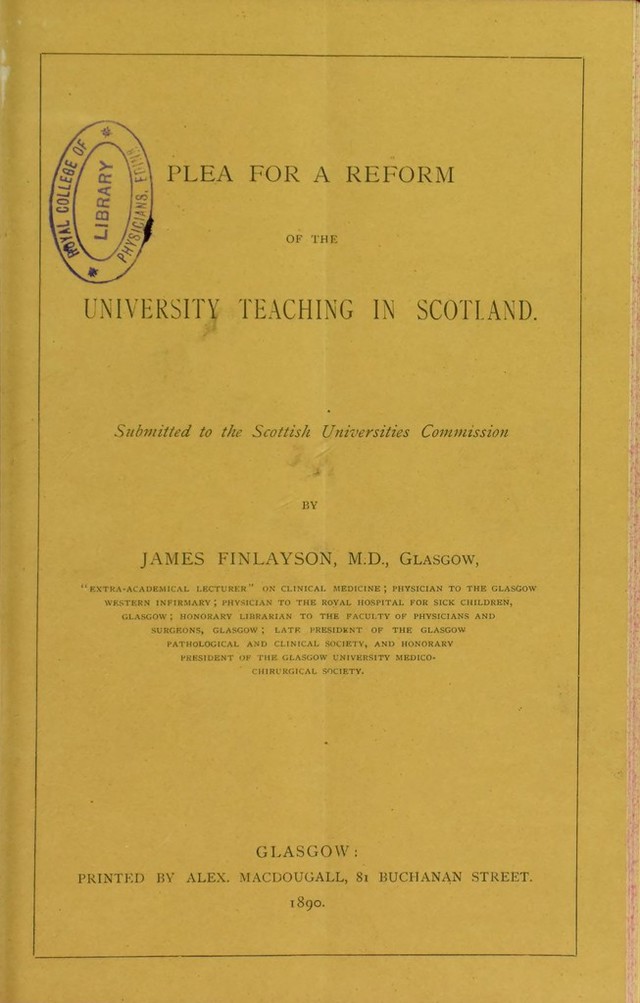 ROYAL COLLEGE OF
PHYSICIANS, EDINR
LIBRARY
PLEA FOR A REFORM
OF THE
UNIVERSITY TEACHING IN SCOTLAND.
Submitted to the Scottish Universities Commission
BY
JAMES FINLAYSON, M.D., GLASGOW,
"EXTRA-ACADEMICAL LECTURER" ON CLINICAL MEDICINE; PHYSICIAN TO THE GLASGOW
WESTERN INFIRMARY; PHYSICIAN TO THE ROYAL HOSPITAL FOR SICK CHILDREN,
GLASGOW; HONORARY LIBRARIAN TO THE FACULTY OF PHYSICIANS AND
SURGEONS, GLASGOW; LATE PRESIDENT OF THE GLASGOW
PATHOLOGICAL AND CLINICAL SOCIETY, AND HONORARY
PRESIDENT OF THE GLASGOW UNIVERSITY MEDICO-
CHIRURGICAL SOCIETY.
GLASGOW:
PRINTED BY ALEX. MACDOUGALL, 81 BUCHANAN STREET.
1890.